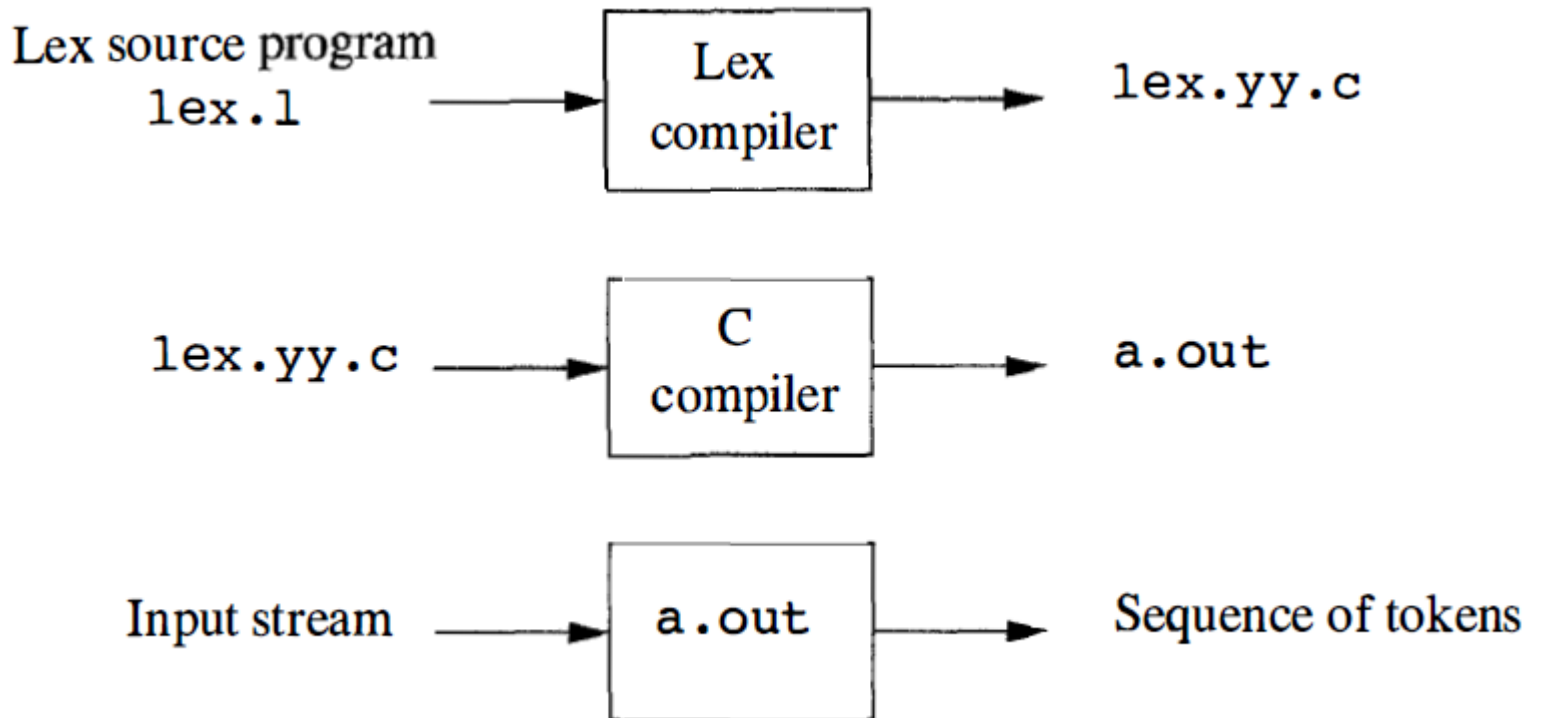 Lex source program
lex.l
Lex
compiler
lex.yy.c
lex.yy.c
C
compiler
a.out
Input stream
a.out
Sequence of tokens